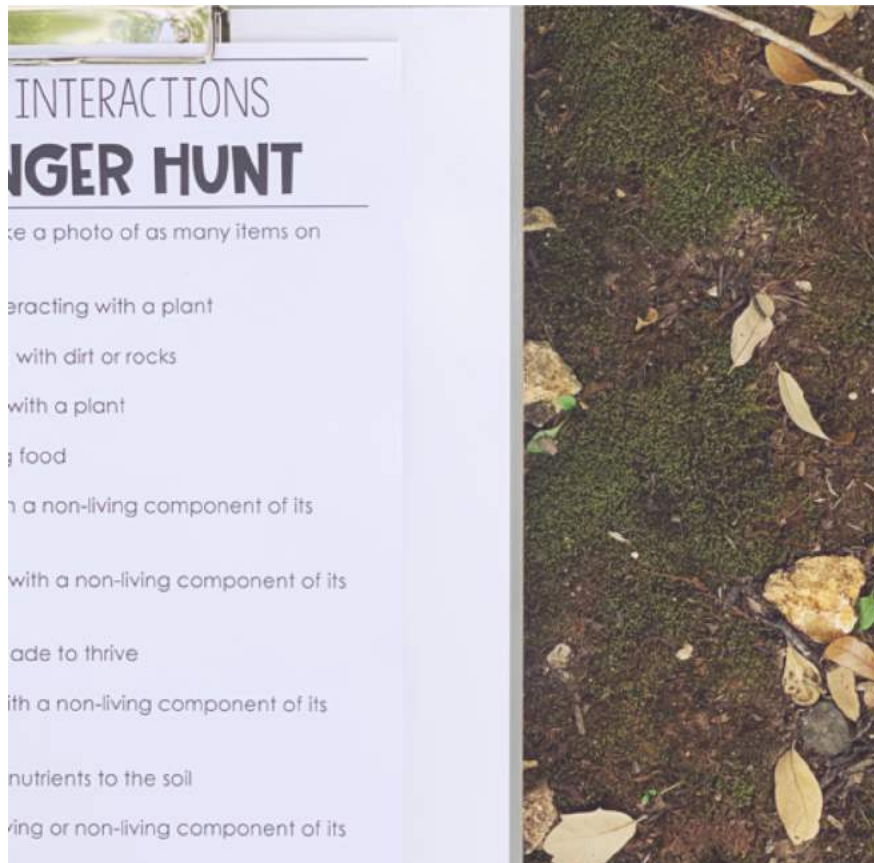 INTERACTIONS
NGER HUNT
ke a photo of as many items on
eracting with a plant
with dirt or rocks
with a plant
g food
h a non-living component of its
with a non-living component of its
ade to thrive
ith a non-living component of its
nutrients to the soil
ving or non-living component of its